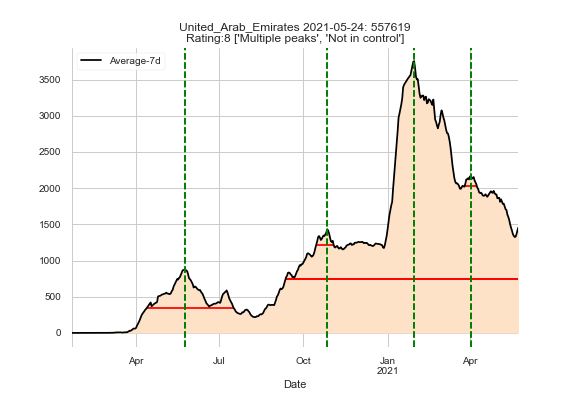 United_Arab_Emirates 2021-05-24: 557619
Rating:8 ['Multiple peaks', 'Not in control']
Average-7d
3500
3000
2500
2000
1500
1000
500
0
Apr Jul Oct Jan Apr
2021
Date